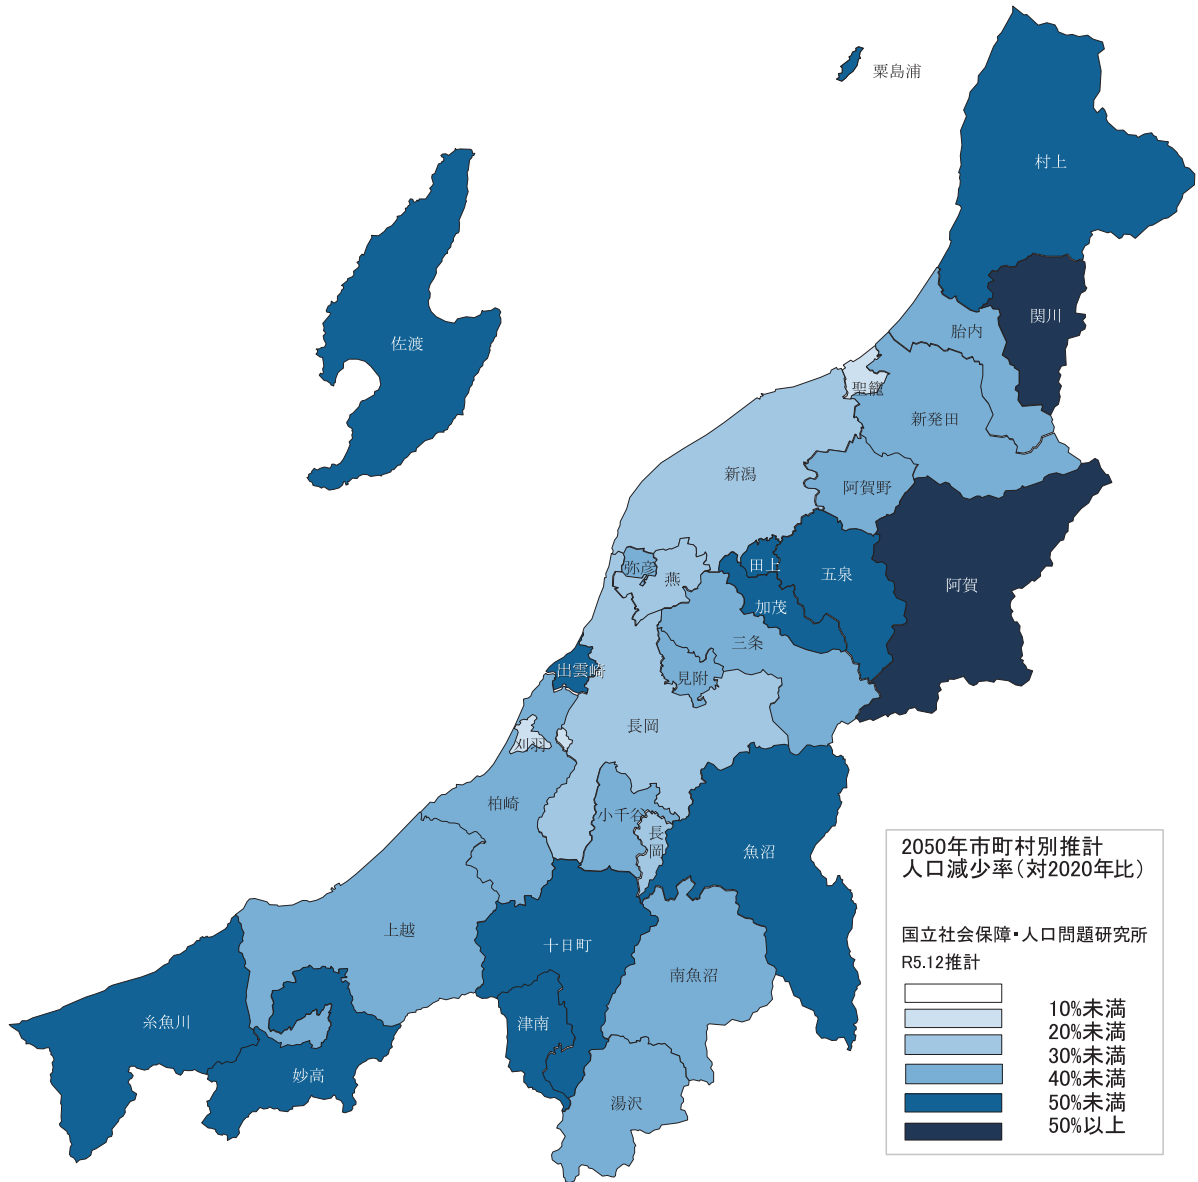 粟島浦
村上
関川
佐渡
胎内
聖籠
新発田
新潟
阿賀野
田上
弥彦
燕
五泉
阿賀
加茂
三条
出雲崎
見附
長岡
刈羽
柏崎
小千谷
長
岡
魚沼
上越
十日町
南魚沼
糸魚川
津南
妙高
湯沢
2050年市町村別推計
人口減少率(対2020年比)
国立社会保障・人口問題研究所
R5.12推計
10%未満
20%未満
30%未満
40%未満
50%未満
50%以上